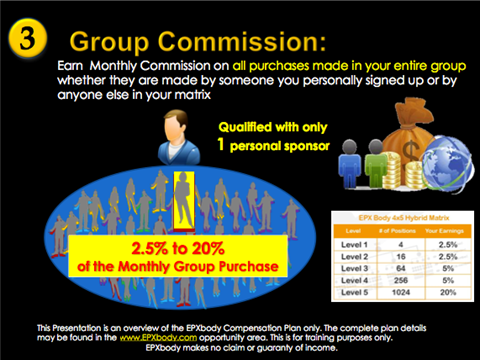 3 Group Commission:
Earn Monthly Commission on all purchases made in your entire group
whether they are made by someone you personally signed up or by
anyone else in your matrix
Qualified with only
1 personal sponsor
2.5% to 20%
of the Monthly Group Purchase
EPX Body 4x5 Hybrid Matrix
Level # of Positions Your Earnings
Level 1 4 2.5%
Level 2 16 2.5%
Level 3 64 5%
Level 4 256 5%
Level 5 1024 20%
This Presentation is an overview of the EPXbody Compensation Plan only. The complete plan details
may be found in the www.EPXbody.com opportunity area. This is for training purposes only.
EPXbody makes no claim or guaranty of income.